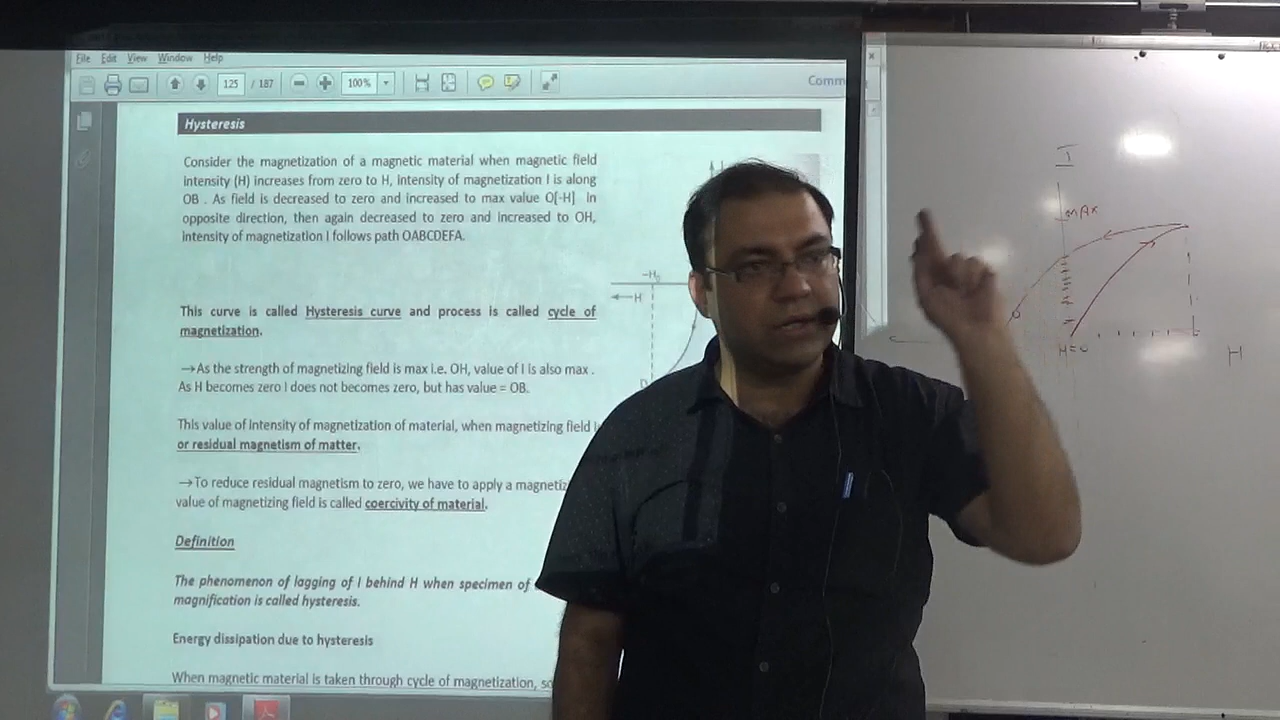 File Edit View Window Help
125 / 187 100% Comm
Hysteresis
Consider the magnetization of a magnetic material when magnetic field
intensity (H) increases from zero to H, intensity of magnetization I is along
OB . As field is decreased to zero and increased to max value O[-H] in
opposite direction, then again decreased to zero and increased to OH,
intensity of magnetization I follows path OABCDEFA.
This curve is called Hysteresis curve and process is called cycle of
magnetization.
→As the strength of magnetizing field is max i.e. OH, value of I is also max .
As H becomes zero I does not becomes zero, but has value = OB.
This value of intensity of magnetization of material, when magnetizing field
or residual magnetism of matter.
→To reduce residual magnetism to zero, we have to apply a
value of magnetizing field is called coercivity of material.
Definition
The phenomenon of lagging of I behind H when specimen of
magnification is called hysteresis.
Energy dissipation due to hysteresis
When magnetic material is taken through cycle of magnetization,
-H₀
H
I
MAX
H=0
H